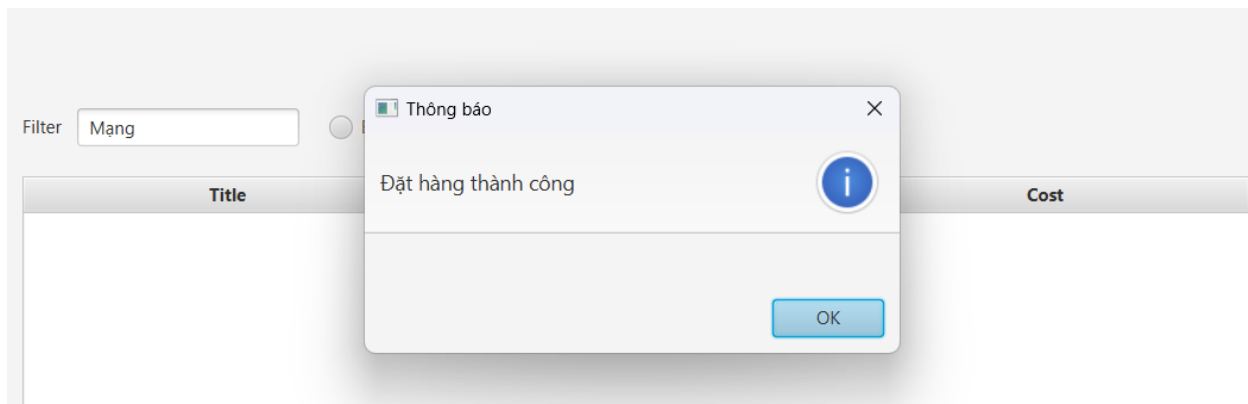 Thông báo
Filter
Mạng
Đặt hàng thành công
Title
Cost
OK